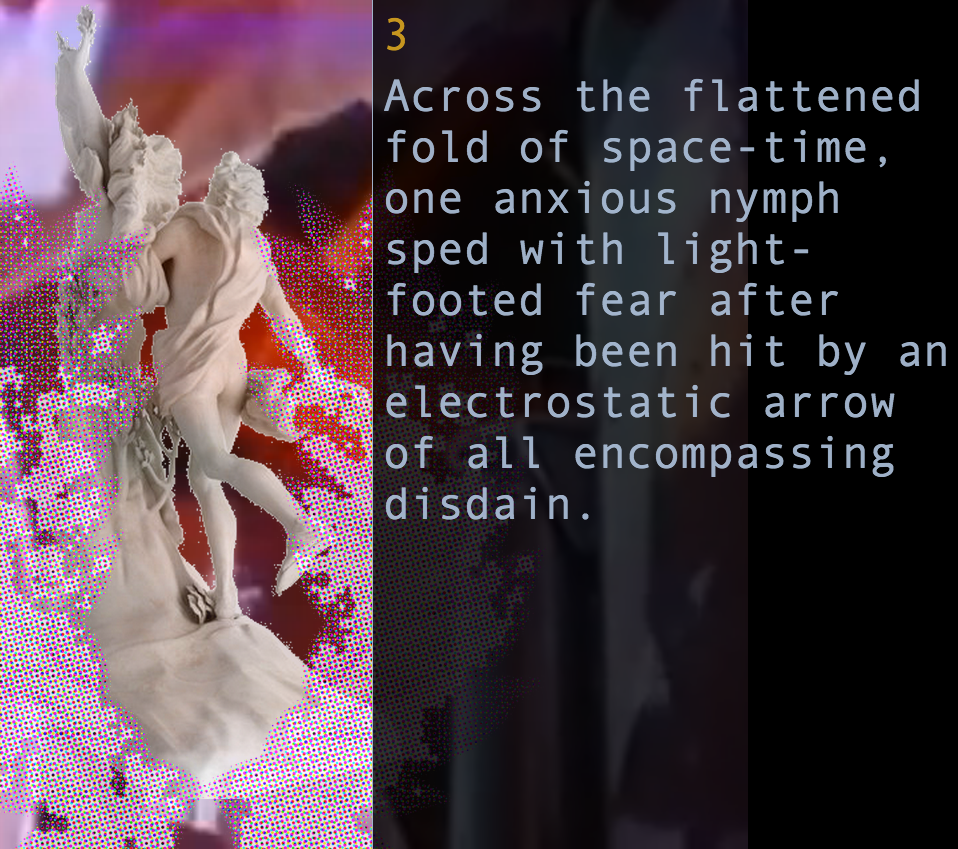 3
Across the flattened
fold of space-time,
one anxious nymph
sped with light-
footed fear after
having been hit by an
electrostatic arrow
of all encompassing
disdain.